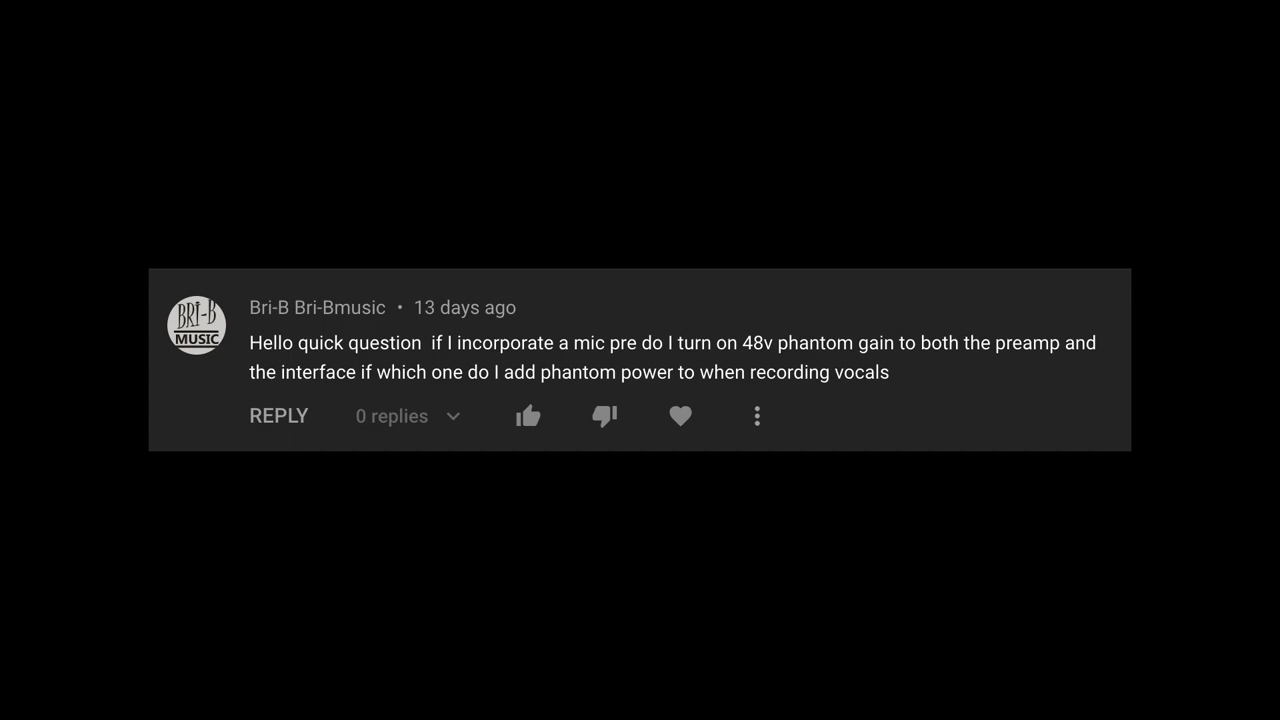 BRI-B
MUSIC
Bri-B Bri-Bmusic • 13 days ago
Hello quick question  if I incorporate a mic pre do I turn on 48v phantom gain to both the preamp and
the interface if which one do I add phantom power to when recording vocals
REPLY 0 replies